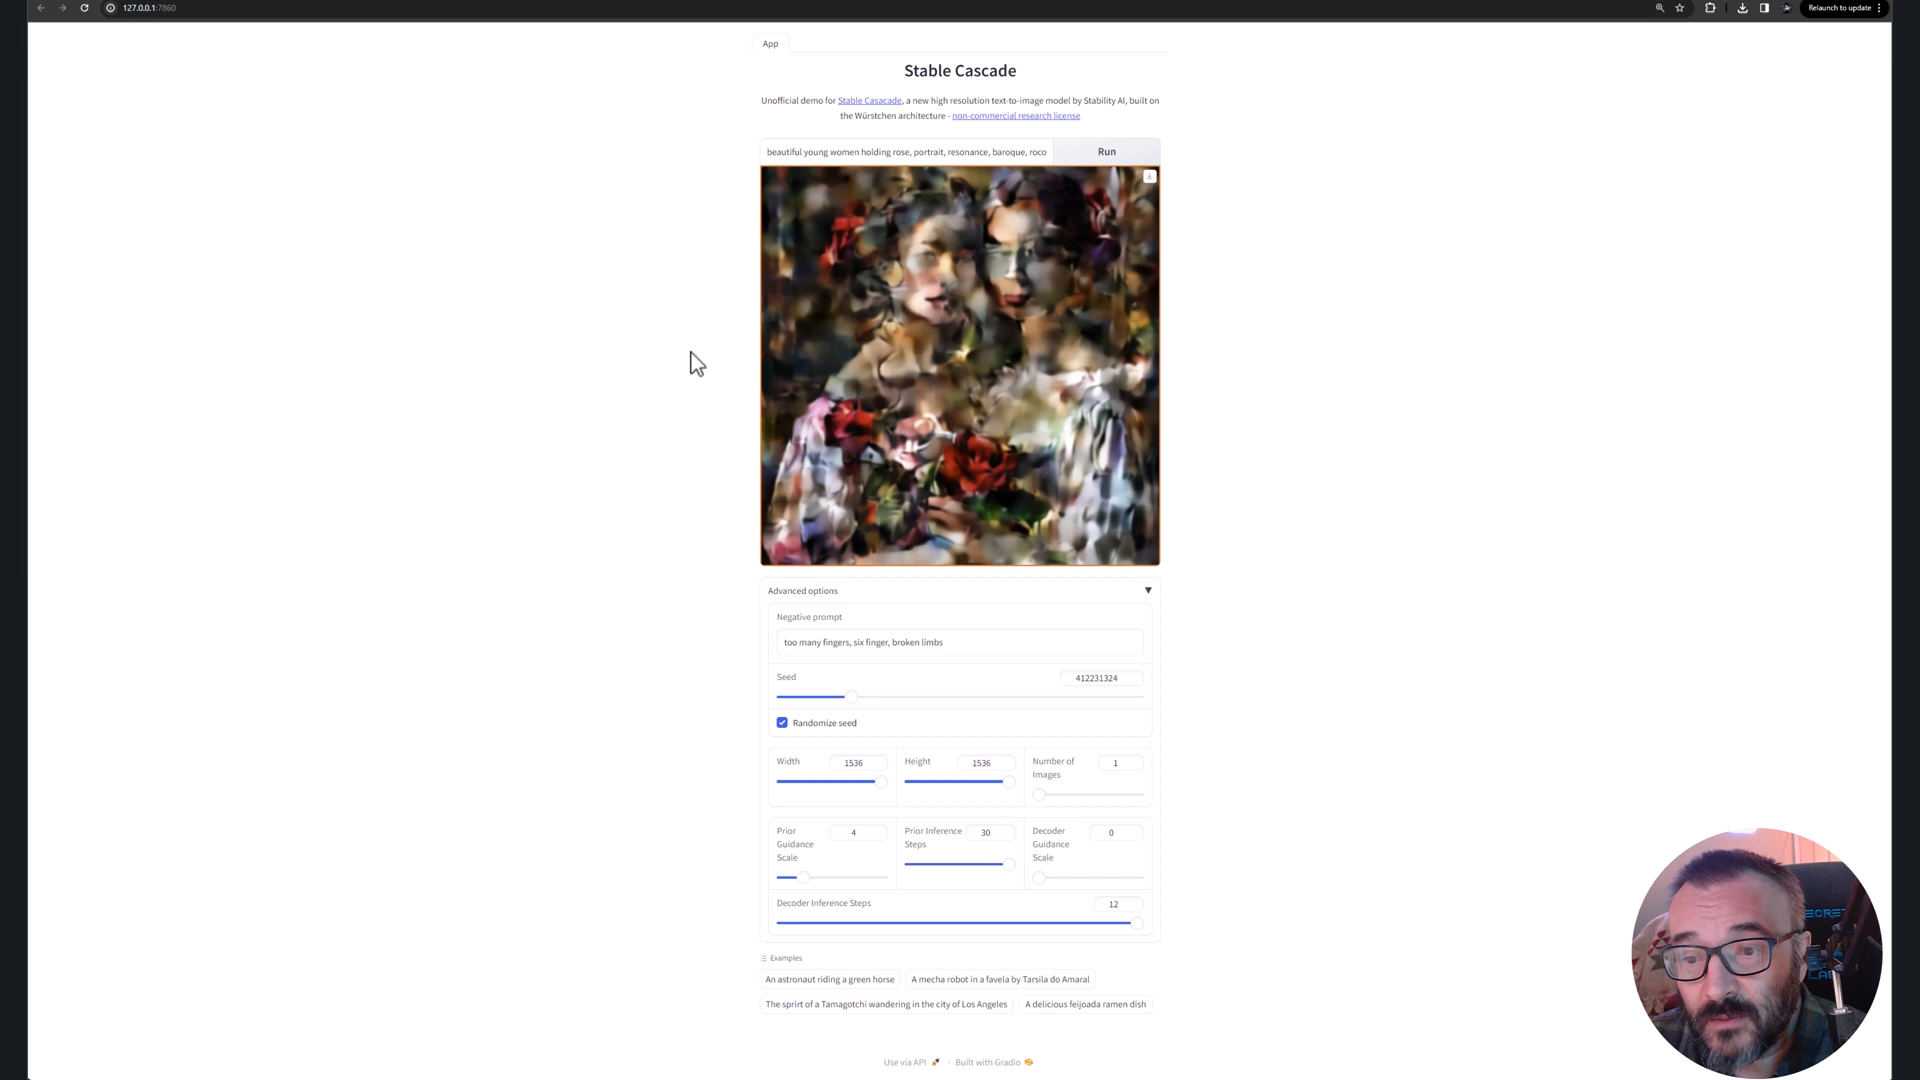 127.0.0.1:7860
Relaunch to update
App
Stable Cascade
Unofficial demo for Stable Casacade, a new high resolution text-to-image model by Stability AI, built on
the Würstchen architecture - non-commercial research license
beautiful young women holding rose, portrait, resonance, baroque, roco
Run
Advanced options
Negative prompt
too many fingers, six finger, broken limbs
Seed
412231324
Randomize seed
Width 1536
Height 1536
Number of
Images
1
Prior
Guidance
Scale
4
Prior Inference
Steps
30
Decoder
Guidance
Scale
0
Decoder Inference Steps
12
Examples
An astronaut riding a green horse
A mecha robot in a favela by Tarsila do Amaral
The sprirt of a Tamagotchi wandering in the city of Los Angeles
A delicious feijoada ramen dish
Use via API
·
Built with Gradio